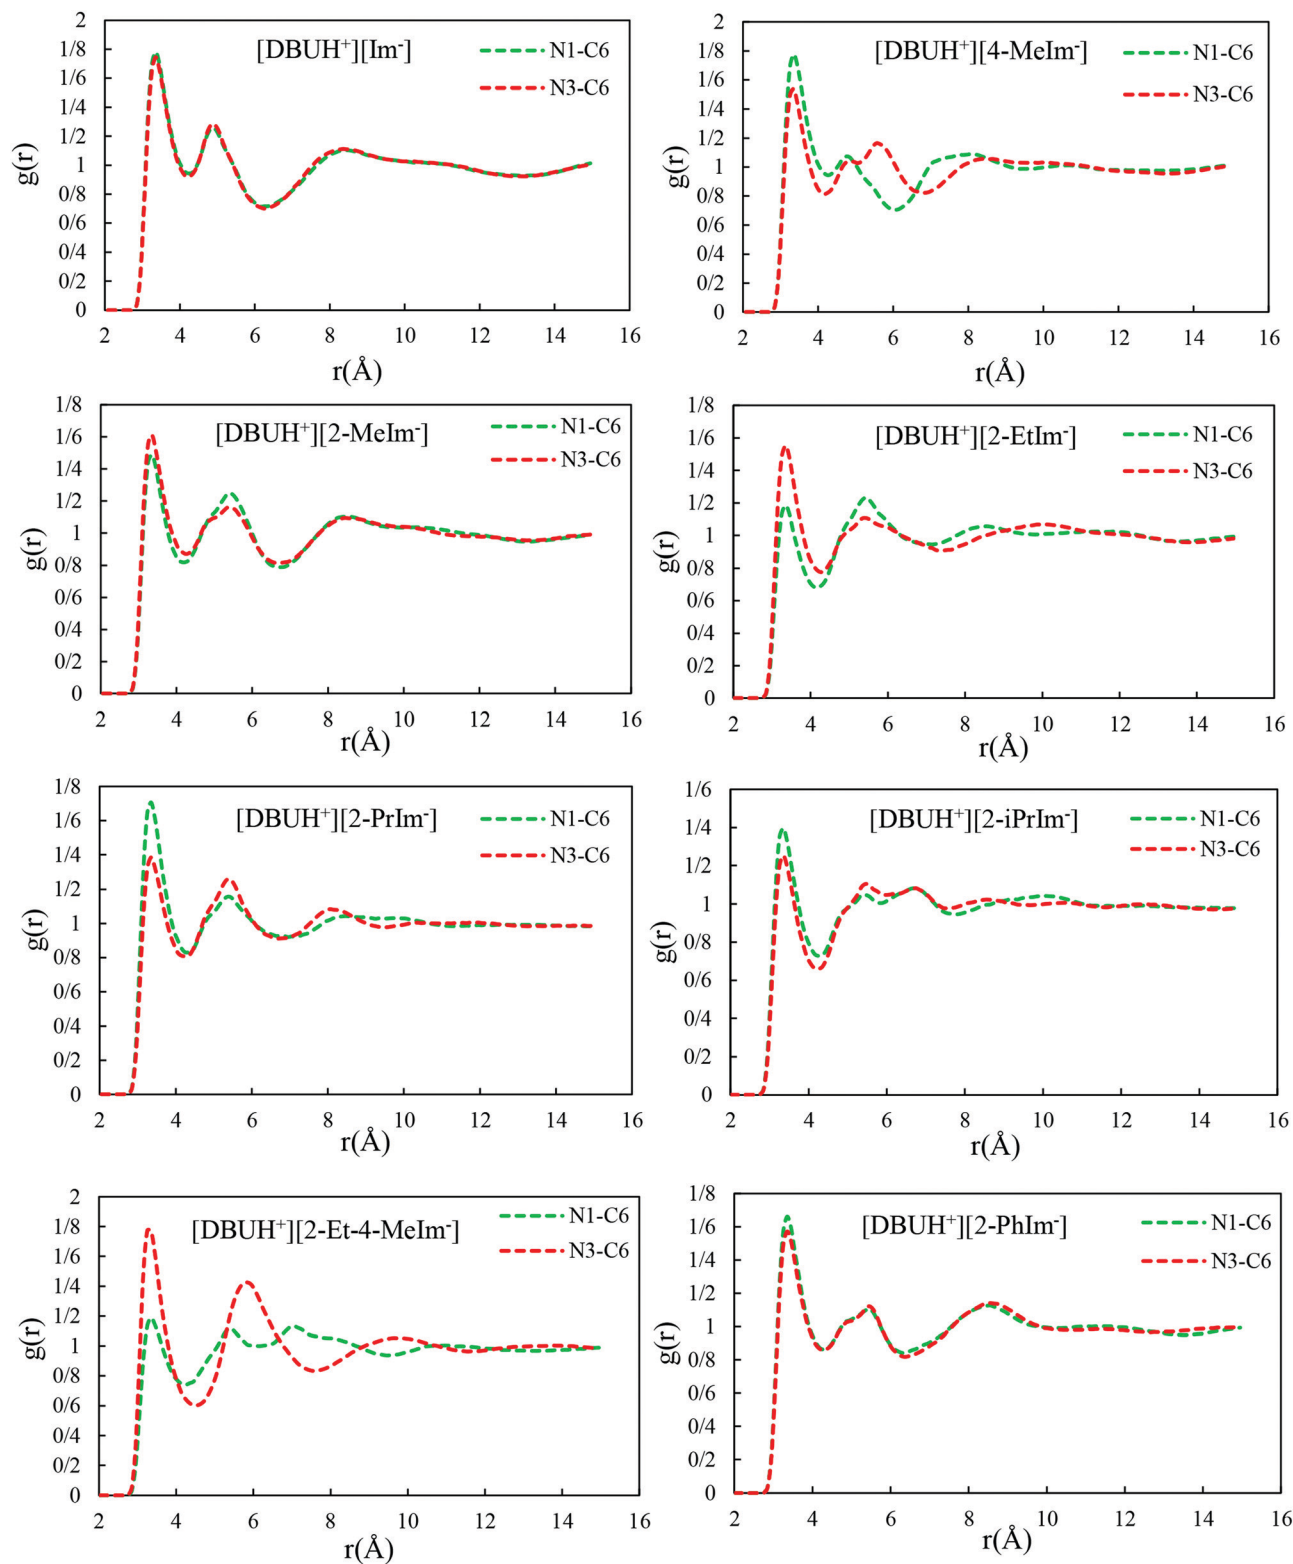 [DBUH⁺][Im⁻]
N1-C6
N3-C6
2
1/8
1/6
1/4
1/2
1
0/8
0/6
0/4
0/2
0
g(r)
2 4 6 8 10 12 14 16
r(Å)
[DBUH⁺][4-MeIm⁻]
N1-C6
N3-C6
2
1/8
1/6
1/4
1/2
1
0/8
0/6
0/4
0/2
0
g(r)
2 4 6 8 10 12 14 16
r(Å)
[DBUH⁺][2-MeIm⁻]
N1-C6
N3-C6
1/8
1/6
1/4
1/2
1
0/8
0/6
0/4
0/2
0
g(r)
2 4 6 8 10 12 14 16
r(Å)
[DBUH⁺][2-EtIm⁻]
N1-C6
N3-C6
1/8
1/6
1/4
1/2
1
0/8
0/6
0/4
0/2
0
g(r)
2 4 6 8 10 12 14 16
r(Å)
[DBUH⁺][2-PrIm⁻]
N1-C6
N3-C6
1/8
1/6
1/4
1/2
1
0/8
0/6
0/4
0/2
0
g(r)
2 4 6 8 10 12 14 16
r(Å)
[DBUH⁺][2-iPrIm⁻]
N1-C6
N3-C6
1/6
1/4
1/2
1
0/8
0/6
0/4
0/2
0
g(r)
2 4 6 8 10 12 14 16
r(Å)
[DBUH⁺][2-Et-4-MeIm⁻]
N1-C6
N3-C6
2
1/8
1/6
1/4
1/2
1
0/8
0/6
0/4
0/2
0
g(r)
2 4 6 8 10 12 14 16
r(Å)
[DBUH⁺][2-PhIm⁻]
N1-C6
N3-C6
1/8
1/6
1/4
1/2
1
0/8
0/6
0/4
0/2
0
g(r)
2 4 6 8 10 12 14 16
r(Å)